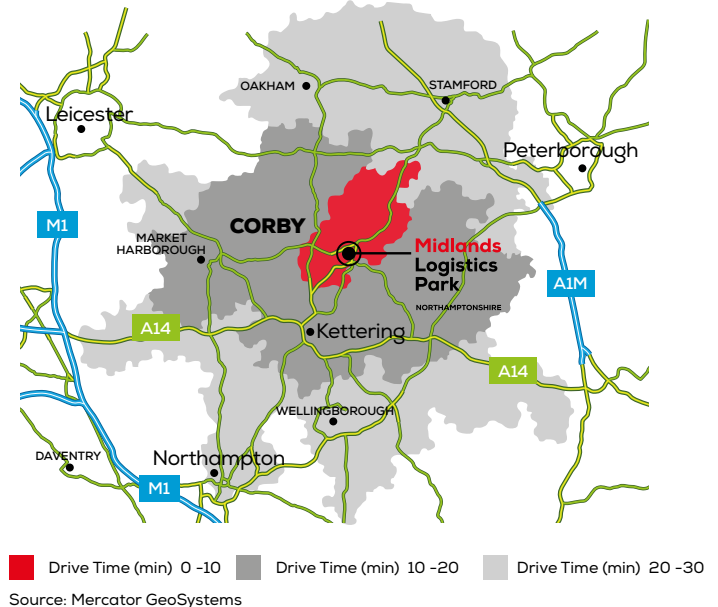 OAKHAM
STAMFORD
Leicester
Peterborough
M1
CORBY
MARKET
HARBOROUGH
Midlands
Logistics
Park
NORTHAMPTONSHIRE
A1M
A14
Kettering
A14
WELLINGBOROUGH
DAVENTRY
Northampton
M1
Drive Time (min) 0 -10
Drive Time (min) 10 -20
Drive Time (min) 20 -30
Source: Mercator GeoSystems